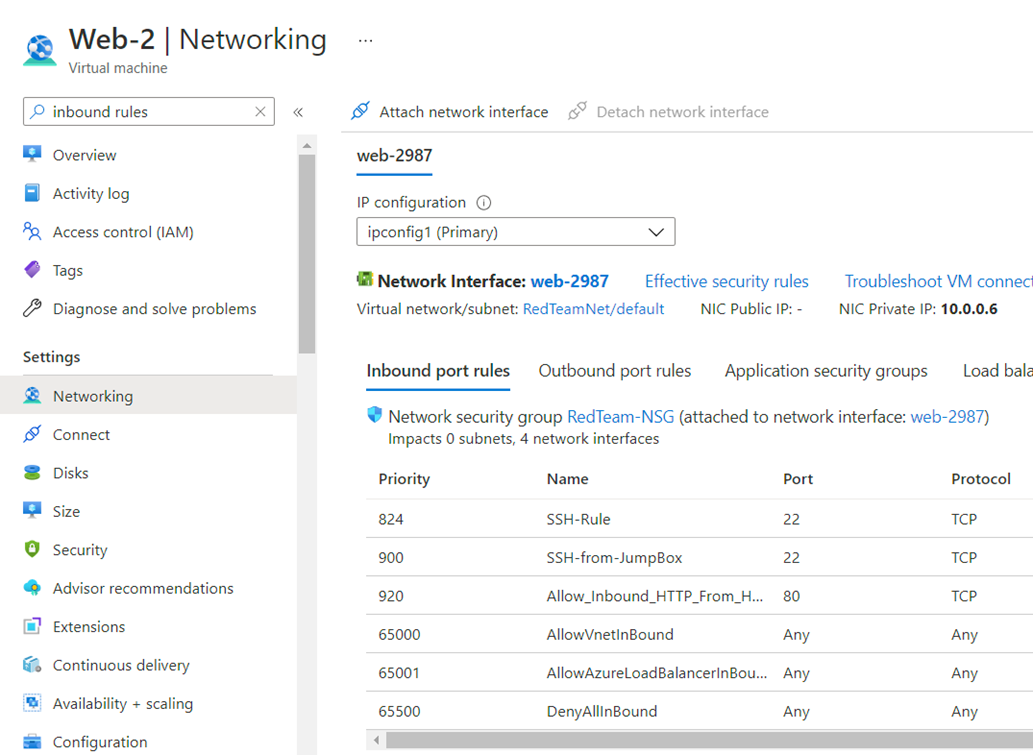 Web-2 | Networking ...
Virtual machine
inbound rules
Overview
Activity log
Access control (IAM)
Tags
Diagnose and solve problems
Settings
Networking
Connect
Disks
Size
Security
Advisor recommendations
Extensions
Continuous delivery
Availability + scaling
Configuration
Attach network interface Detach network interface
web-2987
IP configuration
ipconfig1 (Primary)
Network Interface: web-2987 Effective security rules Troubleshoot VM connect
Virtual network/subnet: RedTeamNet/default NIC Public IP: - NIC Private IP: 10.0.0.6
Inbound port rules Outbound port rules Application security groups Load bala
Network security group RedTeam-NSG (attached to network interface: web-2987)
Impacts 0 subnets, 4 network interfaces
Priority Name Port Protocol
824 SSH-Rule 22 TCP
900 SSH-from-JumpBox 22 TCP
920 Allow_Inbound_HTTP_From_H... 80 TCP
65000 AllowVnetInBound Any Any
65001 AllowAzureLoadBalancerInBou... Any Any
65500 DenyAllInBound Any Any